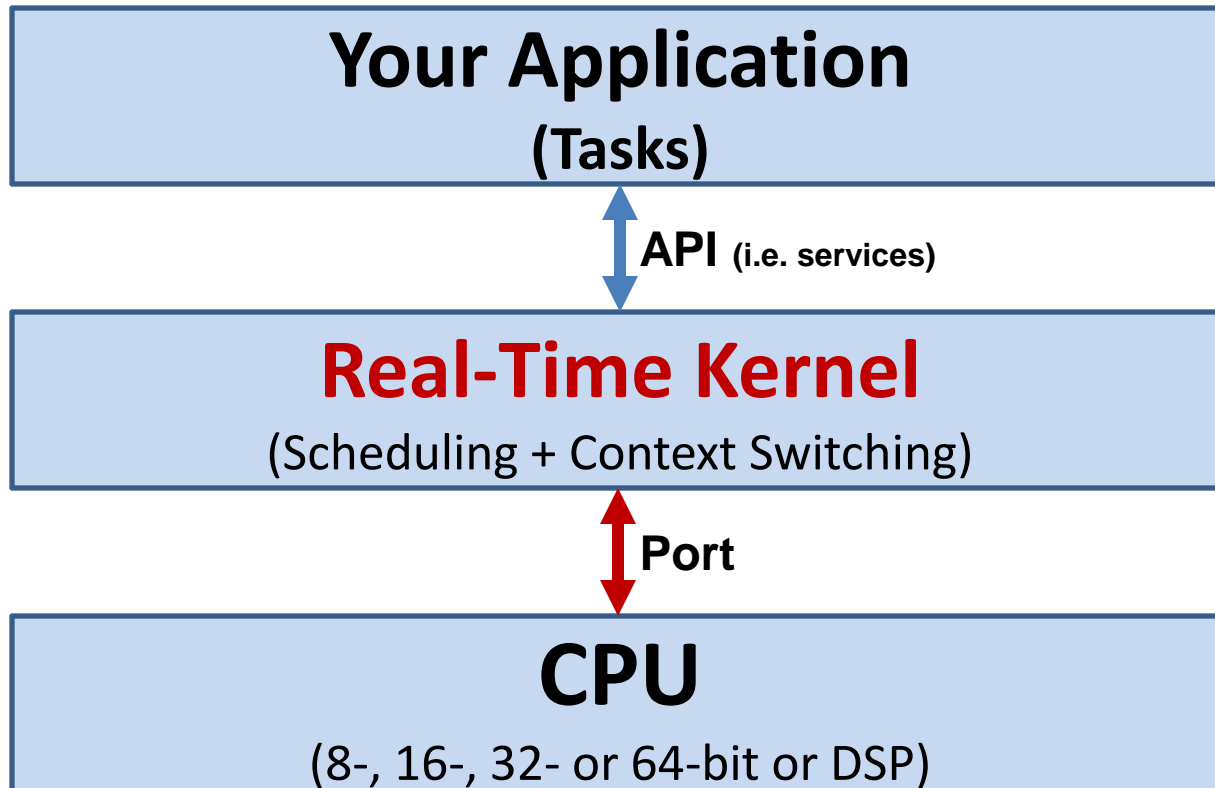 Your Application
(Tasks)
API (i.e. services)
Real-Time Kernel
(Scheduling + Context Switching)
Port
CPU
(8-, 16-, 32- or 64-bit or DSP)